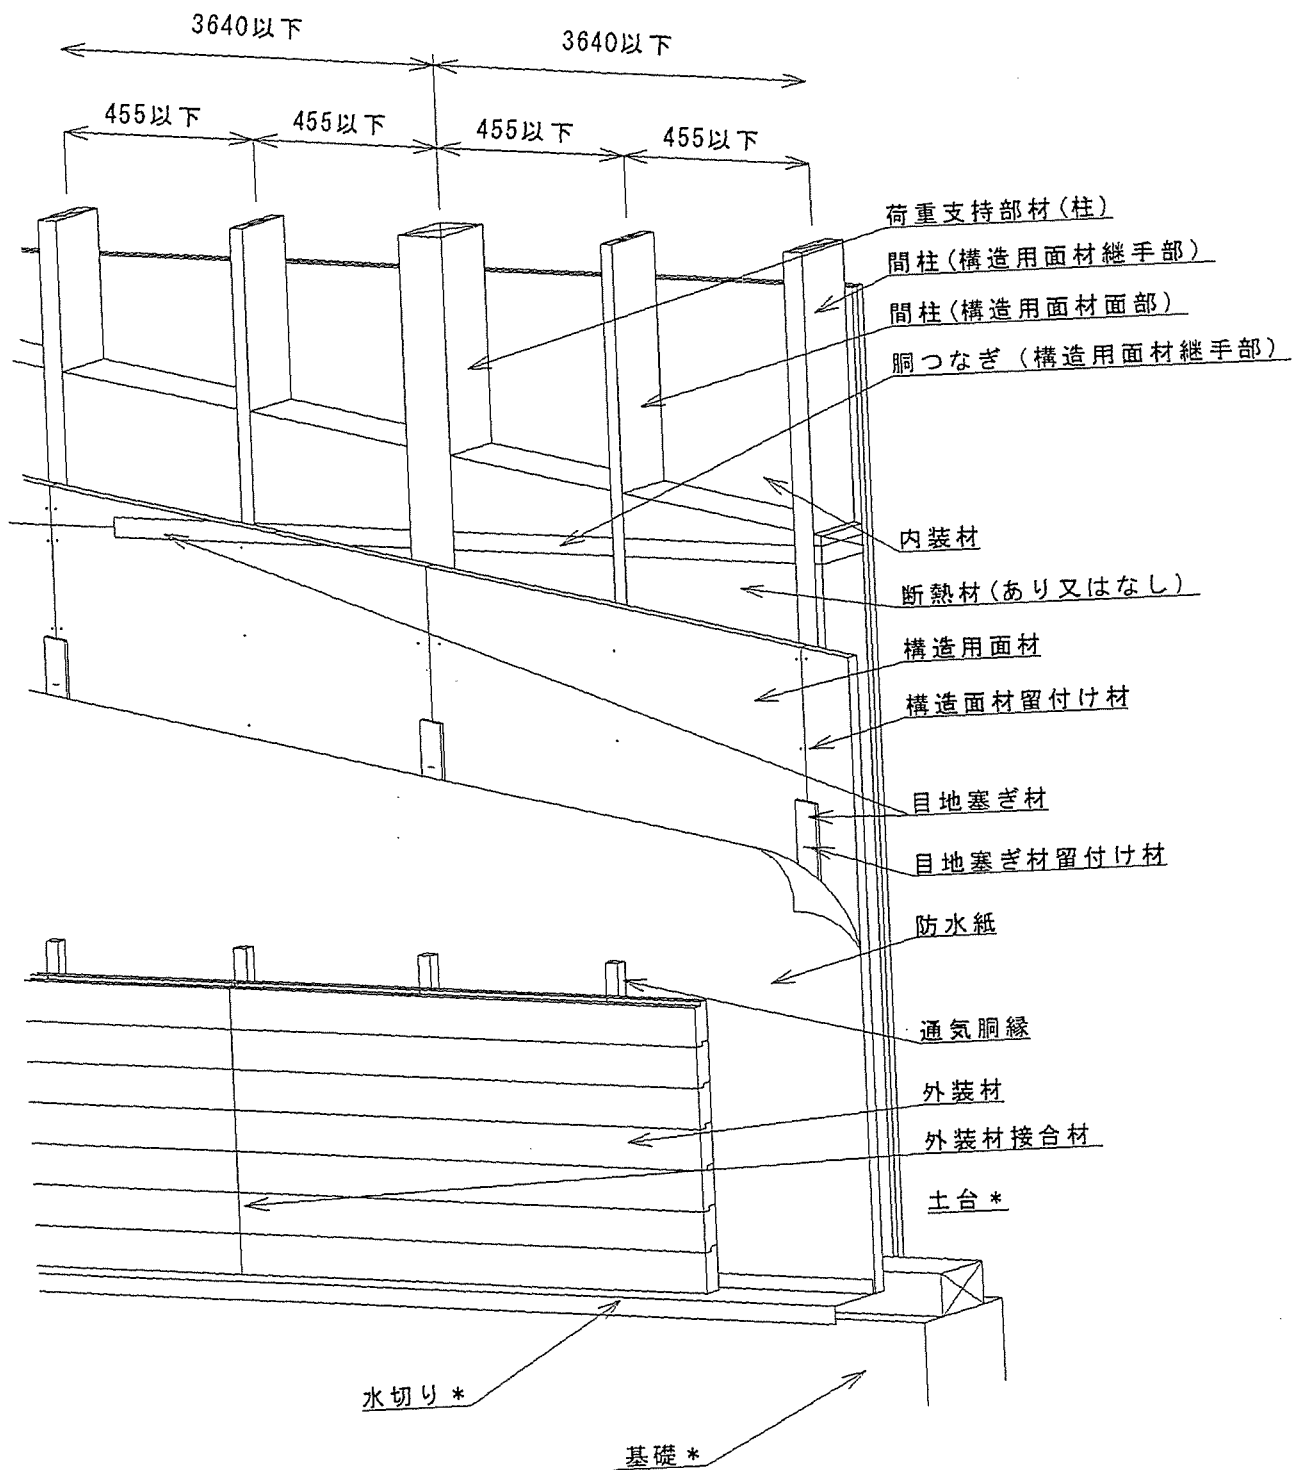 3640以下
3640以下
455以下
455以下
455以下
455以下
荷重支持部材(柱)
間柱(構造用面材継手部)
間柱(構造用面材面部)
胴つなぎ (構造用面材継手部)
内装材
断熱材(あり又はなし)
構造用面材
構造面材留付け材
目地塞ぎ材
目地塞ぎ材留付け材
防水紙
通気胴縁
外装材
外装材接合材
土台*
水切り*
基礎*